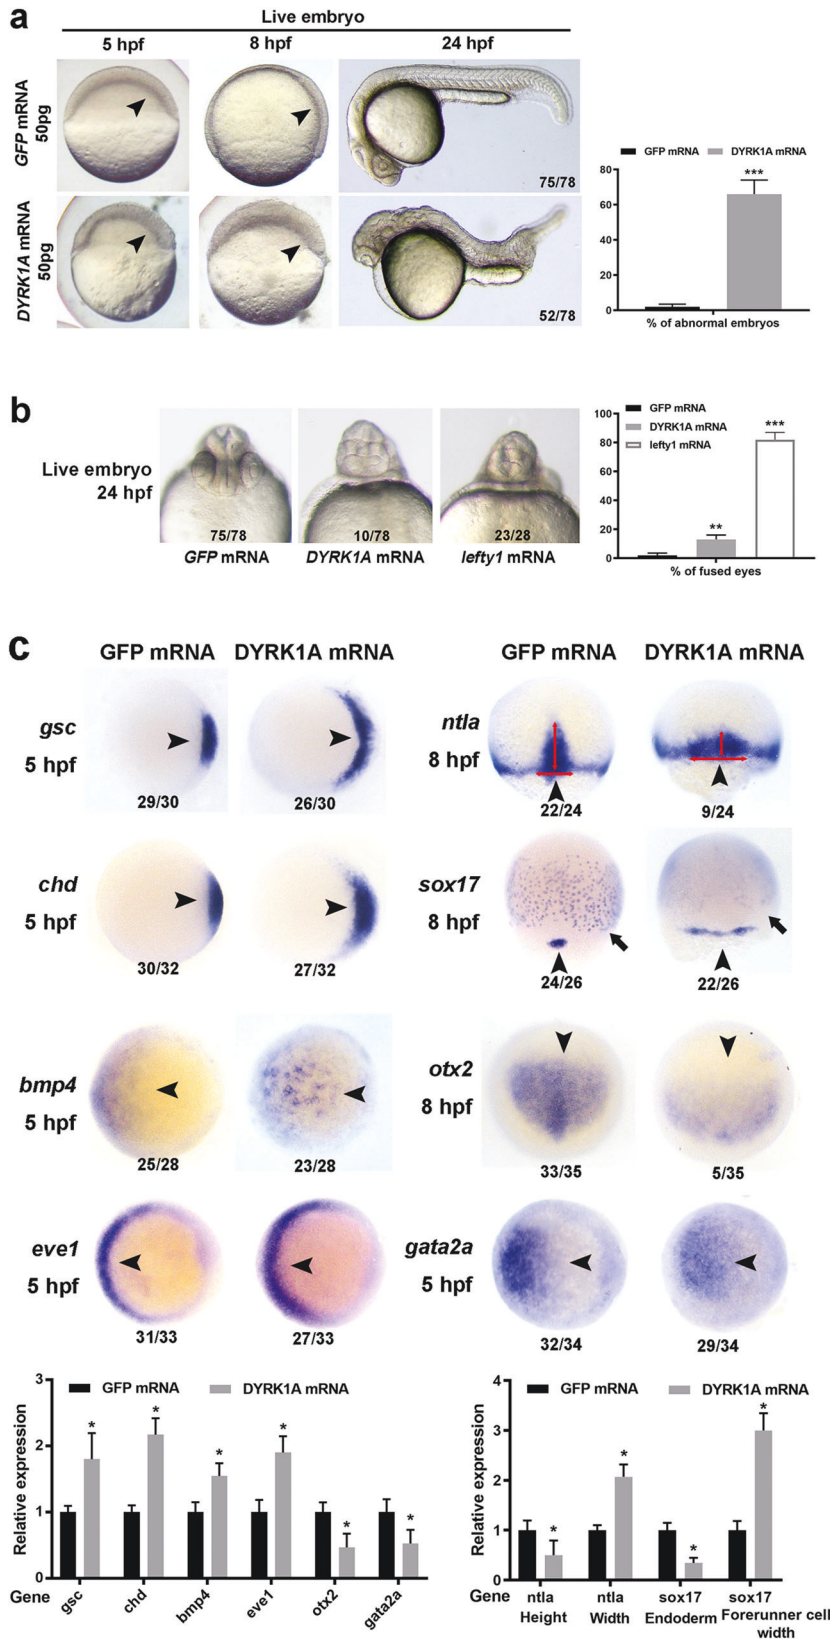 a
Live embryo
5 hpf 8 hpf 24 hpf
GFP mRNA
50pg
75/78
DYRK1A mRNA
50pg
52/78
GFP mRNA DYRK1A mRNA
80
60
40
20
0
***
% of abnormal embryos
b
Live embryo
24 hpf
75/78 10/78 23/28
GFP mRNA DYRK1A mRNA lefty1 mRNA
GFP mRNA
DYRK1A mRNA
lefty1 mRNA
100
80
60
40
20
0
**
***
% of fused eyes
c
GFP mRNA DYRK1A mRNA
gsc
5 hpf
29/30 26/30
chd
5 hpf
30/32 27/32
bmp4
5 hpf
25/28 23/28
eve1
5 hpf
31/33 27/33
GFP mRNA DYRK1A mRNA
ntla
8 hpf
22/24 9/24
sox17
8 hpf
24/26 22/26
otx2
8 hpf
33/35 5/35
gata2a
5 hpf
32/34 29/34
GFP mRNA DYRK1A mRNA
Relative expression
3
2
1
0
* * * * * *
Gene gsc chd bmp4 eve1 otx2 gata2a
GFP mRNA DYRK1A mRNA
Relative expression
4
3
2
1
0
* * * *
Gene ntla ntla sox17 sox17
Height Width Endoderm Forerunner cell
width